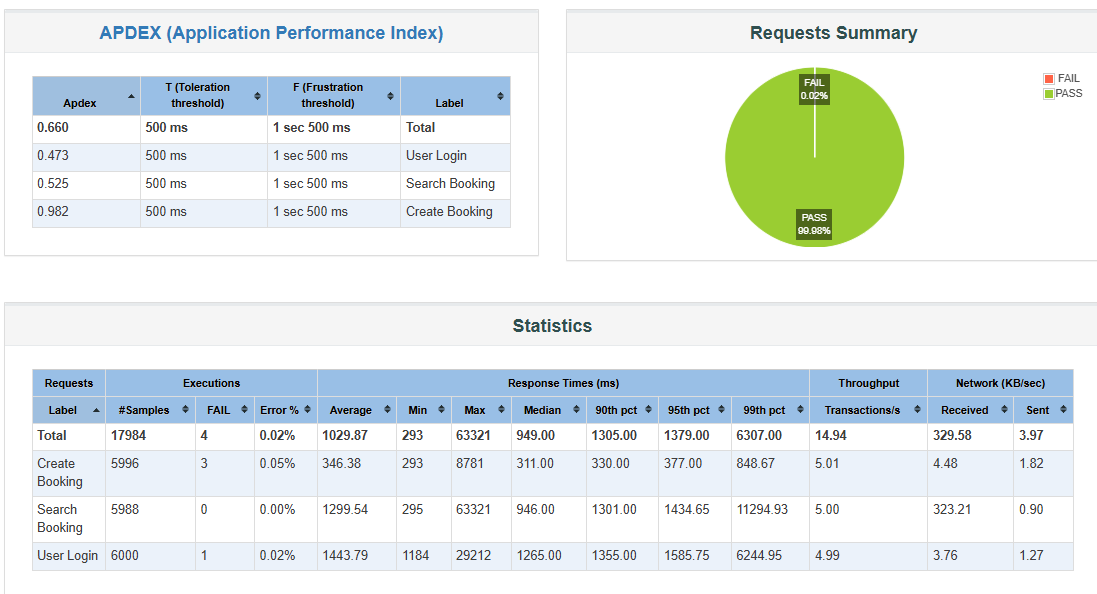 APDEX (Application Performance Index)
Apdex T (Toleration threshold) F (Frustration threshold) Label
0.660 500 ms 1 sec 500 ms Total
0.473 500 ms 1 sec 500 ms User Login
0.525 500 ms 1 sec 500 ms Search Booking
0.982 500 ms 1 sec 500 ms Create Booking
Requests Summary
FAIL
0.02%
PASS
99.98%
FAIL
PASS
Statistics
Requests Executions Response Times (ms) Throughput Network (KB/sec)
Label #Samples FAIL Error % Average Min Max Median 90th pct 95th pct 99th pct Transactions/s Received Sent
Total 17984 4 0.02% 1029.87 293 63321 949.00 1305.00 1379.00 6307.00 14.94 329.58 3.97
Create Booking 5996 3 0.05% 346.38 293 8781 311.00 330.00 377.00 848.67 5.01 4.48 1.82
Search Booking 5988 0 0.00% 1299.54 295 63321 946.00 1301.00 1434.65 11294.93 5.00 323.21 0.90
User Login 6000 1 0.02% 1443.79 1184 29212 1265.00 1355.00 1585.75 6244.95 4.99 3.76 1.27